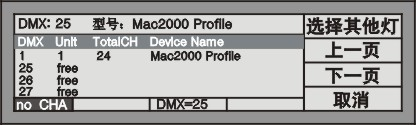 DMX: 25 型号: Mac2000 Profile
DMX Unit TotalCH Device Name
1 1 24 Mac2000 Profile
25 free
26 free
27 free
no CHA DMX=25
选择其他灯
上一页
下一页
取消